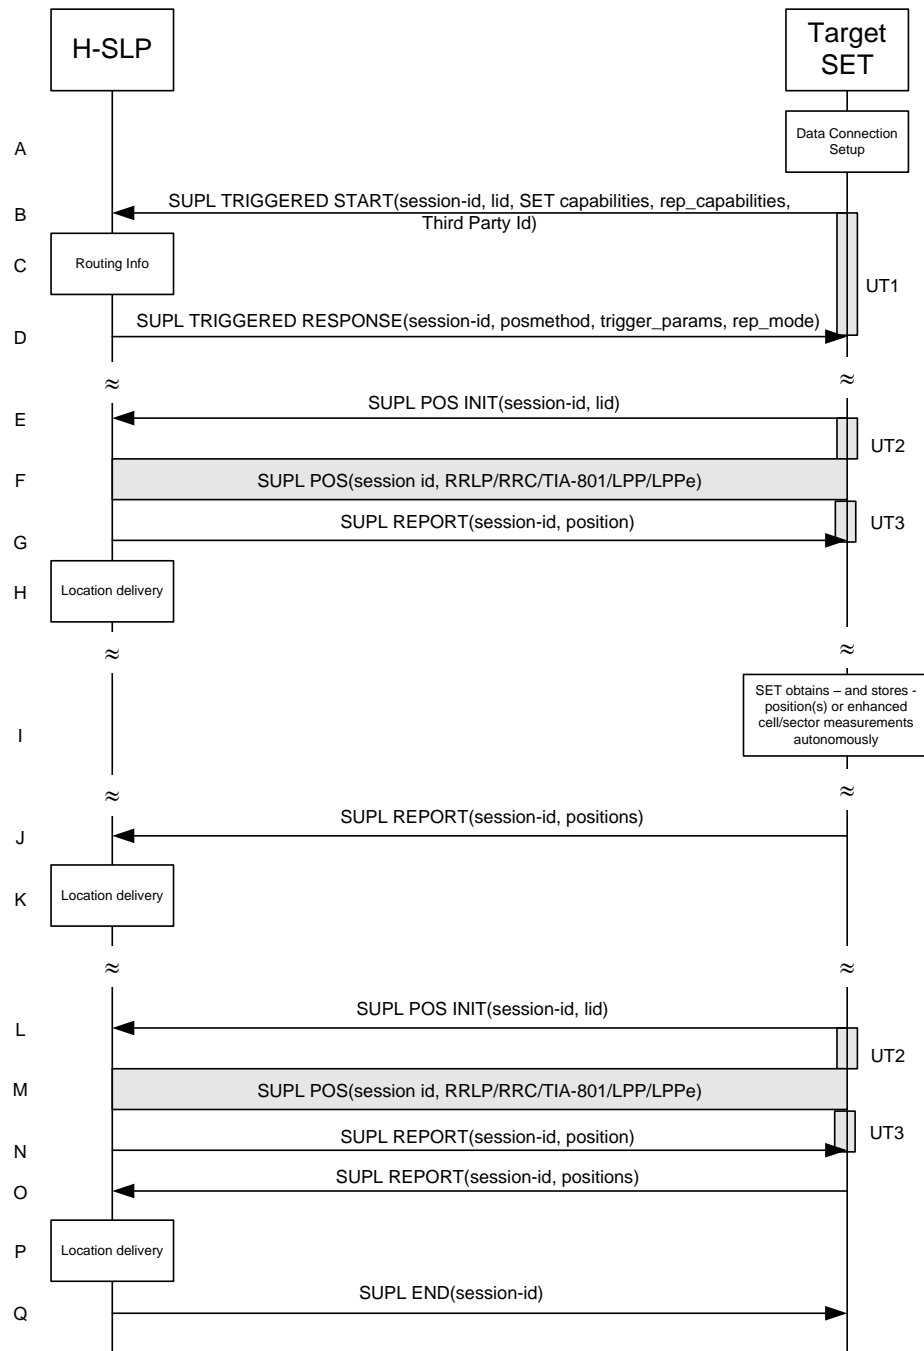 H-SLP
Target
SET
A
Data Connection
Setup
B
SUPL TRIGGERED START(session-id, lid, SET capabilities, rep_capabilities,
Third Party Id)
C
Routing Info
UT1
D
SUPL TRIGGERED RESPONSE(session-id, posmethod, trigger_params, rep_mode)
≈
≈
E
SUPL POS INIT(session-id, lid)
UT2
F
SUPL POS(session id, RRLP/RRC/TIA-801/LPP/LPPe)
G
SUPL REPORT(session-id, position)
UT3
H
Location delivery
≈
≈
I
SET obtains – and stores -
position(s) or enhanced
cell/sector measurements
autonomously
≈
≈
J
SUPL REPORT(session-id, positions)
K
Location delivery
≈
≈
L
SUPL POS INIT(session-id, lid)
UT2
M
SUPL POS(session id, RRLP/RRC/TIA-801/LPP/LPPe)
N
SUPL REPORT(session-id, position)
UT3
O
SUPL REPORT(session-id, positions)
P
Location delivery
Q
SUPL END(session-id)